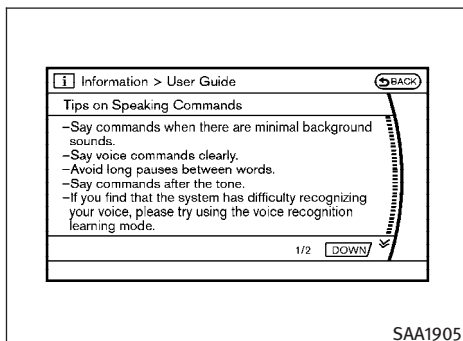 i Information > User Guide
BACK
Tips on Speaking Commands
–Say commands when there are minimal background
sounds.
–Say voice commands clearly.
–Avoid long pauses between words.
–Say commands after the tone.
–If you find that the system has difficulty recognizing
your voice, please try using the voice recognition
learning mode.
1/2 DOWN
SAA1905